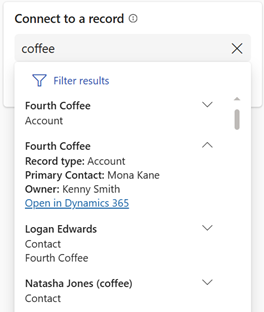 Connect to a record
coffee
Filter results
Fourth Coffee
Account
Fourth Coffee
Record type: Account
Primary Contact: Mona Kane
Owner: Kenny Smith
Open in Dynamics 365
Logan Edwards
Contact
Fourth Coffee
Natasha Jones (coffee)
Contact